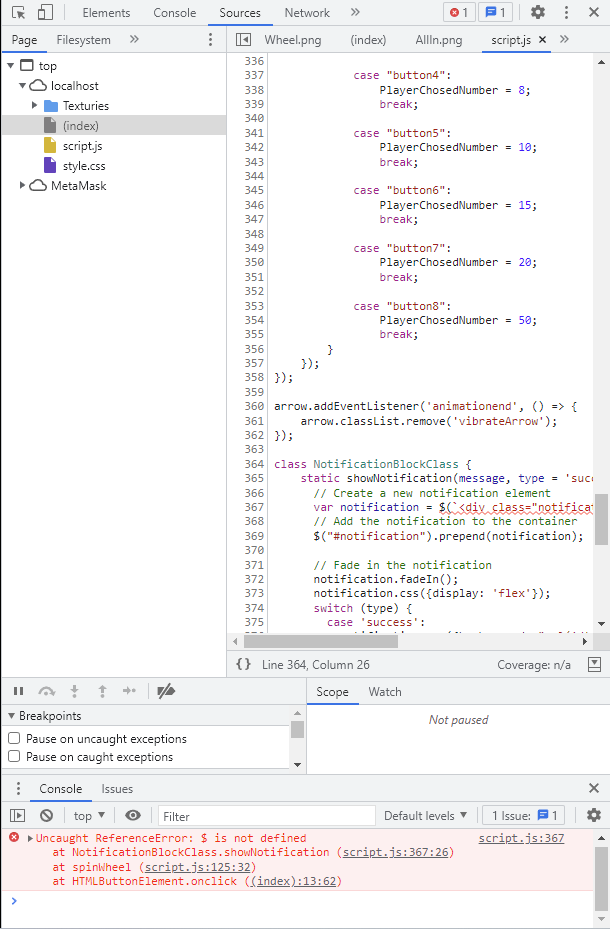 Elements Console Sources Network » 1 1
Page Filesystem » Wheel.png (index) AllIn.png script.js ×
top
localhost
Texturies
(index)
script.js
style.css
MetaMask
336
337 case "button4":
338 PlayerChosedNumber = 8;
339 break;
340
341 case "button5":
342 PlayerChosedNumber = 10;
343 break;
344
345 case "button6":
346 PlayerChosedNumber = 15;
347 break;
348
349 case "button7":
350 PlayerChosedNumber = 20;
351 break;
352
353 case "button8":
354 PlayerChosedNumber = 50;
355 break;
356 }
357 });
358 });
359
360 arrow.addEventListener('animationend', () => {
361 arrow.classList.remove('vibrateArrow');
362 });
363
364 class NotificationBlockClass {
365 static showNotification(message, type = 'suc
366 // Create a new notification element
367 var notification = $(`<div class="notificat
368 // Add the notification to the container
369 $("#notification").prepend(notification);
370
371 // Fade in the notification
372 notification.fadeIn();
373 notification.css({display: 'flex'});
374 switch (type) {
375 case 'success':
{} Line 364, Column 26 Coverage: n/a
Scope Watch
Breakpoints
Not paused
Pause on uncaught exceptions
Pause on caught exceptions
Console Issues
top Filter Default levels 1 Issue: 1
Uncaught ReferenceError: $ is not defined script.js:367
at NotificationBlockClass.showNotification (script.js:367:26)
at spinWheel (script.js:125:32)
at HTMLButtonElement.onclick ((index):13:62)